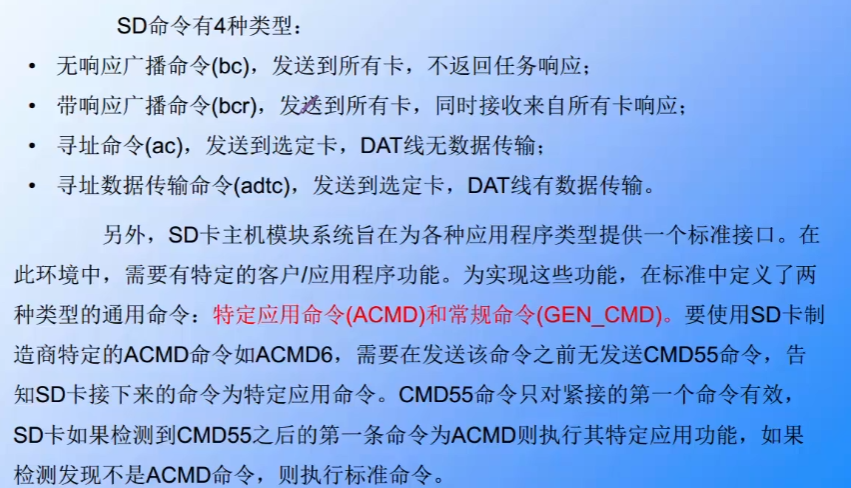 SD命令有4种类型：
• 无响应广播命令(bc)，发送到所有卡，不返回任务响应；
• 带响应广播命令(bcr)，发送到所有卡，同时接收来自所有卡响应；
• 寻址命令(ac)，发送到选定卡，DAT线无数据传输；
• 寻址数据传输命令(adtc)，发送到选定卡，DAT线有数据传输。
另外，SD卡主机模块系统旨在为各种应用程序类型提供一个标准接口。在
此环境中，需要有特定的客户/应用程序功能。为实现这些功能，在标准中定义了两
种类型的通用命令：特定应用命令(ACMD)和常规命令(GEN_CMD)。要使用SD卡制
造商特定的ACMD命令如ACMD6，需要在发送该命令之前无发送CMD55命令，告
知SD卡接下来的命令为特定应用命令。CMD55命令只对紧接的第一个命令有效，
SD卡如果检测到CMD55之后的第一条命令为ACMD则执行其特定应用功能，如果
检测发现不是ACMD命令，则执行标准命令。